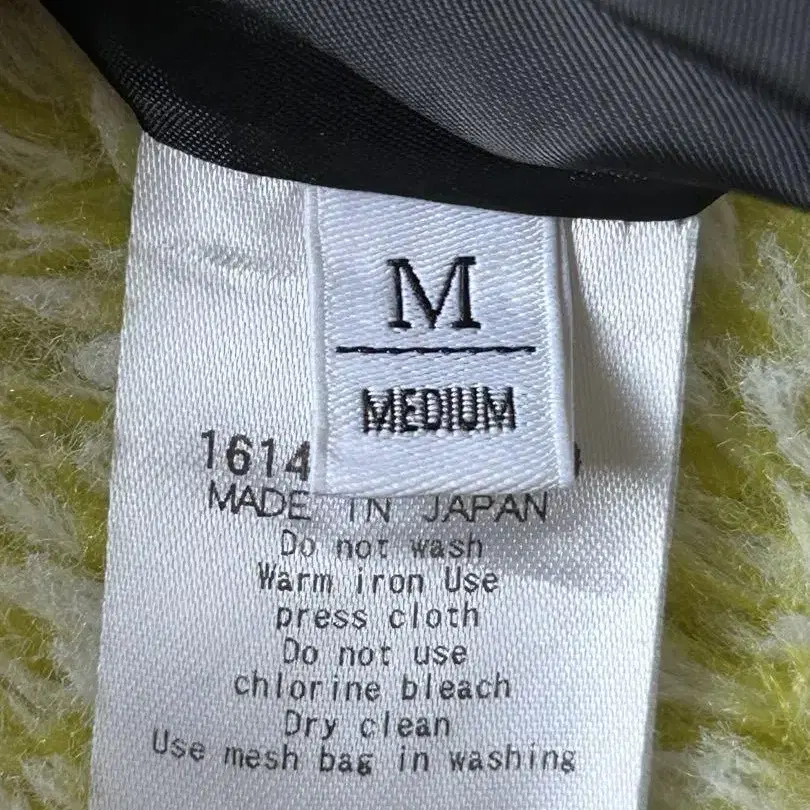 M
MEDIUM
1614
MADE IN JAPAN
Do not wash
Warm iron Use
press cloth
Do not use
chlorine bleach
Dry clean
Use mesh bag in washing